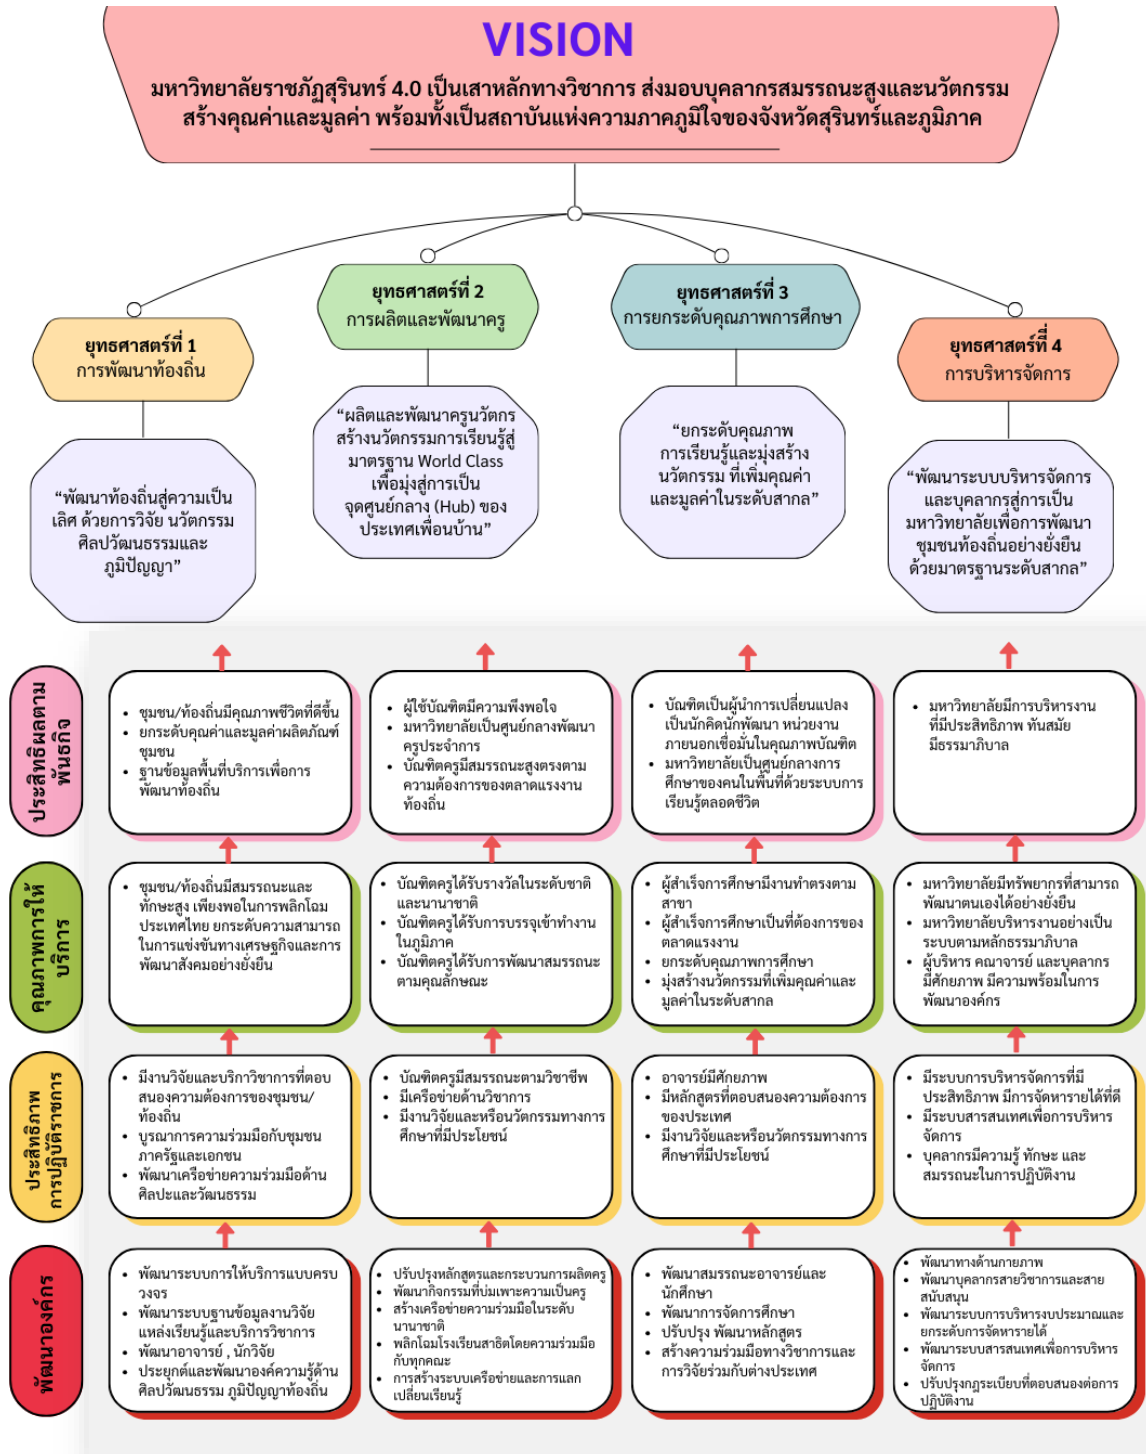 VISION
มหาวิทยาลัยราชภัฏสุรินทร์ 4.0 เป็นเสาหลักทางวิชาการ ส่งมอบบุคลากรสมรรถนะสูงและนวัตกรรม
สร้างคุณค่าและมูลค่า พร้อมทั้งเป็นสถาบันแห่งความภาคภูมิใจของจังหวัดสุรินทร์และภูมิภาค
ยุทธศาสตร์ที่ 1
การพัฒนาท้องถิ่น
ยุทธศาสตร์ที่ 2
การผลิตและพัฒนาครู
ยุทธศาสตร์ที่ 3
การยกระดับคุณภาพการศึกษา
ยุทธศาสตร์ที่ 4
การบริหารจัดการ
“พัฒนาท้องถิ่นสู่ความเป็น
เลิศ ด้วยการวิจัย นวัตกรรม
ศิลปวัฒนธรรมและ
ภูมิปัญญา”
“ผลิตและพัฒนาครูนวัตกร
สร้างนวัตกรรมการเรียนรู้สู่
มาตรฐาน World Class
เพื่อมุ่งสู่การเป็น
จุดศูนย์กลาง (Hub) ของ
ประเทศเพื่อนบ้าน”
“ยกระดับคุณภาพ
การเรียนรู้และมุ่งสร้าง
นวัตกรรม ที่เพิ่มคุณค่า
และมูลค่าในระดับสากล”
“พัฒนาระบบบริหารจัดการ
และบุคลากรสู่การเป็น
มหาวิทยาลัยเพื่อการพัฒนา
ชุมชนท้องถิ่นอย่างยั่งยืน
ด้วยมาตรฐานระดับสากล”
ประสิทธิผลตาม
พันธกิจ
• ชุมชน/ท้องถิ่นมีคุณภาพชีวิตที่ดีขึ้น
• ยกระดับคุณค่าและมูลค่าผลิตภัณฑ์
ชุมชน
• ฐานข้อมูลพื้นที่บริการเพื่อการ
พัฒนาท้องถิ่น
• ผู้ใช้บัณฑิตมีความพึงพอใจ
• มหาวิทยาลัยเป็นศูนย์กลางพัฒนา
ครูประจำการ
• บัณฑิตครูมีสมรรถนะสูงตรงตาม
ความต้องการของตลาดแรงงาน
ท้องถิ่น
• บัณฑิตเป็นผู้นำการเปลี่ยนแปลง
เป็นนักคิดนักพัฒนา หน่วยงาน
ภายนอกเชื่อมั่นในคุณภาพบัณฑิต
• มหาวิทยาลัยเป็นศูนย์กลางการ
ศึกษาของคนในพื้นที่ด้วยระบบการ
เรียนรู้ตลอดชีวิต
• มหาวิทยาลัยมีการบริหารงาน
ที่มีประสิทธิภาพ ทันสมัย
มีธรรมาภิบาล
คุณภาพการให้
บริการ
• ชุมชน/ท้องถิ่นมีสมรรถนะและ
ทักษะสูง เพียงพอในการพลิกโฉม
ประเทศไทย ยกระดับความสามารถ
ในการแข่งขันทางเศรษฐกิจและการ
พัฒนาสังคมอย่างยั่งยืน
• บัณฑิตครูได้รับรางวัลในระดับชาติ
และนานาชาติ
• บัณฑิตครูได้รับการบรรจุเข้าทำงาน
ในภูมิภาค
• บัณฑิตครูได้รับการพัฒนาสมรรถนะ
ตามคุณลักษณะ
• ผู้สำเร็จการศึกษามีงานทำตรงตาม
สาขา
• ผู้สำเร็จการศึกษาเป็นที่ต้องการของ
ตลาดแรงงาน
• ยกระดับคุณภาพการศึกษา
• มุ่งสร้างนวัตกรรมที่เพิ่มคุณค่าและ
มูลค่าในระดับสากล
• มหาวิทยาลัยมีทรัพยากรที่สามารถ
พัฒนาตนเองได้อย่างยั่งยืน
• มหาวิทยาลัยบริหารงานอย่างเป็น
ระบบตามหลักธรรมาภิบาล
• ผู้บริหาร คณาจารย์ และบุคลากร
มีศักยภาพ มีความพร้อมในการ
พัฒนาองค์กร
ประสิทธิภาพ
การปฏิบัติราชการ
• มีงานวิจัยและบริกาวิชาการที่ตอบ
สนองความต้องการของชุมชน/
ท้องถิ่น
• บูรณาการความร่วมมือกับชุมชน
ภาครัฐและเอกชน
• พัฒนาเครือข่ายความร่วมมือด้าน
ศิลปะและวัฒนธรรม
• บัณฑิตครูมีสมรรถนะตามวิชาชีพ
• มีเครือข่ายด้านวิชาการ
• มีงานวิจัยและหรือนวัตกรรมทางการ
ศึกษาที่มีประโยชน์
• อาจารย์มีศักยภาพ
• มีหลักสูตรที่ตอบสนองความต้องการ
ของประเทศ
• มีงานวิจัยและหรือนวัตกรรมทางการ
ศึกษาที่มีประโยชน์
• มีระบบการบริหารจัดการที่มี
ประสิทธิภาพ มีการจัดหารายได้ที่ดี
• มีระบบสารสนเทศเพื่อการบริหาร
จัดการ
• บุคลากรมีความรู้ ทักษะ และ
สมรรถนะในการปฏิบัติงาน
พัฒนาองค์กร
• พัฒนาระบบการให้บริการแบบครบ
วงจร
• พัฒนาระบบฐานข้อมูลงานวิจัย
แหล่งเรียนรู้และบริการวิชาการ
• พัฒนาอาจารย์ , นักวิจัย
• ประยุกต์และพัฒนาองค์ความรู้ด้าน
ศิลปวัฒนธรรม ภูมิปัญญาท้องถิ่น
• ปรับปรุงหลักสูตรและกระบวนการผลิตครู
• พัฒนากิจกรรมที่บ่มเพาะความเป็นครู
• สร้างเครือข่ายความร่วมมือในระดับ
นานาชาติ
• พลิกโฉมโรงเรียนสาธิตโดยความร่วมมือ
กับทุกคณะ
• การสร้างระบบเครือข่ายและการแลก
เปลี่ยนเรียนรู้
• พัฒนาสมรรถนะอาจารย์และ
นักศึกษา
• พัฒนาการจัดการศึกษา
• ปรับปรุง พัฒนาหลักสูตร
• สร้างความร่วมมือทางวิชาการและ
การวิจัยร่วมกับต่างประเทศ
• พัฒนาทางด้านกายภาพ
• พัฒนาบุคลากรสายวิชาการและสาย
สนับสนุน
• พัฒนาระบบการบริหารงบประมาณและ
ยกระดับการจัดหารายได้
• พัฒนาระบบสารสนเทศเพื่อการบริหาร
จัดการ
• ปรับปรุงกฎระเบียบที่ตอบสนองต่อการ
ปฏิบัติงาน